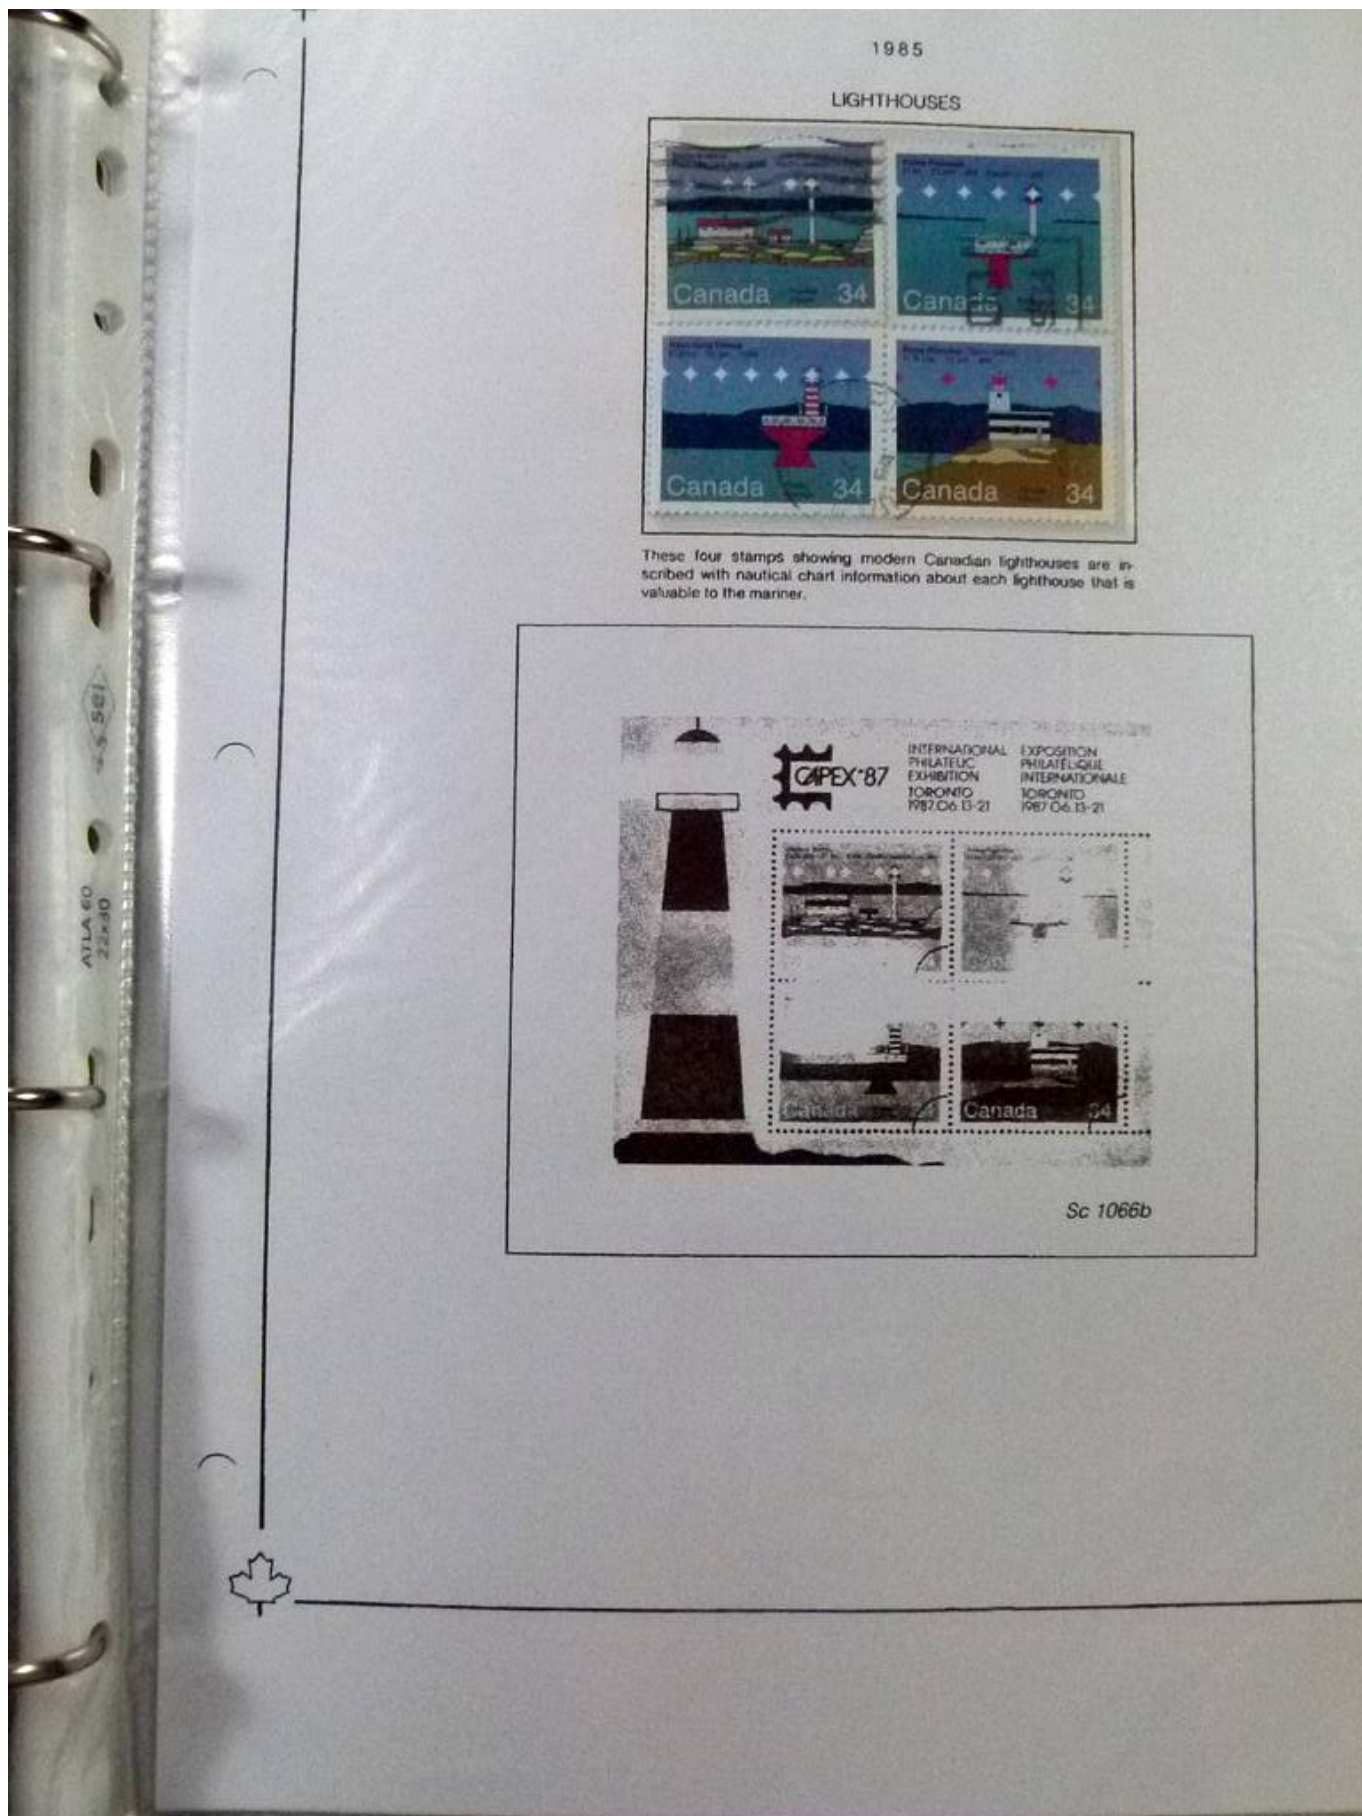 1985
LIGHTHOUSES
Canada 34
Canada 34
Canada 34
Canada 34
These four stamps showing modern Canadian lighthouses are in-
scribed with nautical chart information about each lighthouse that is
valuable to the mariner.
CAPEX'87
INTERNATIONAL
PHILATELIC
EXHIBITION
TORONTO
1987.06.13-21
EXPOSITION
PHILATÉLIQUE
INTERNATIONALE
TORONTO
1987.06.13-21
Canada 34
Canada 34
Sc 1066b
sei
ATLA 60
22x30